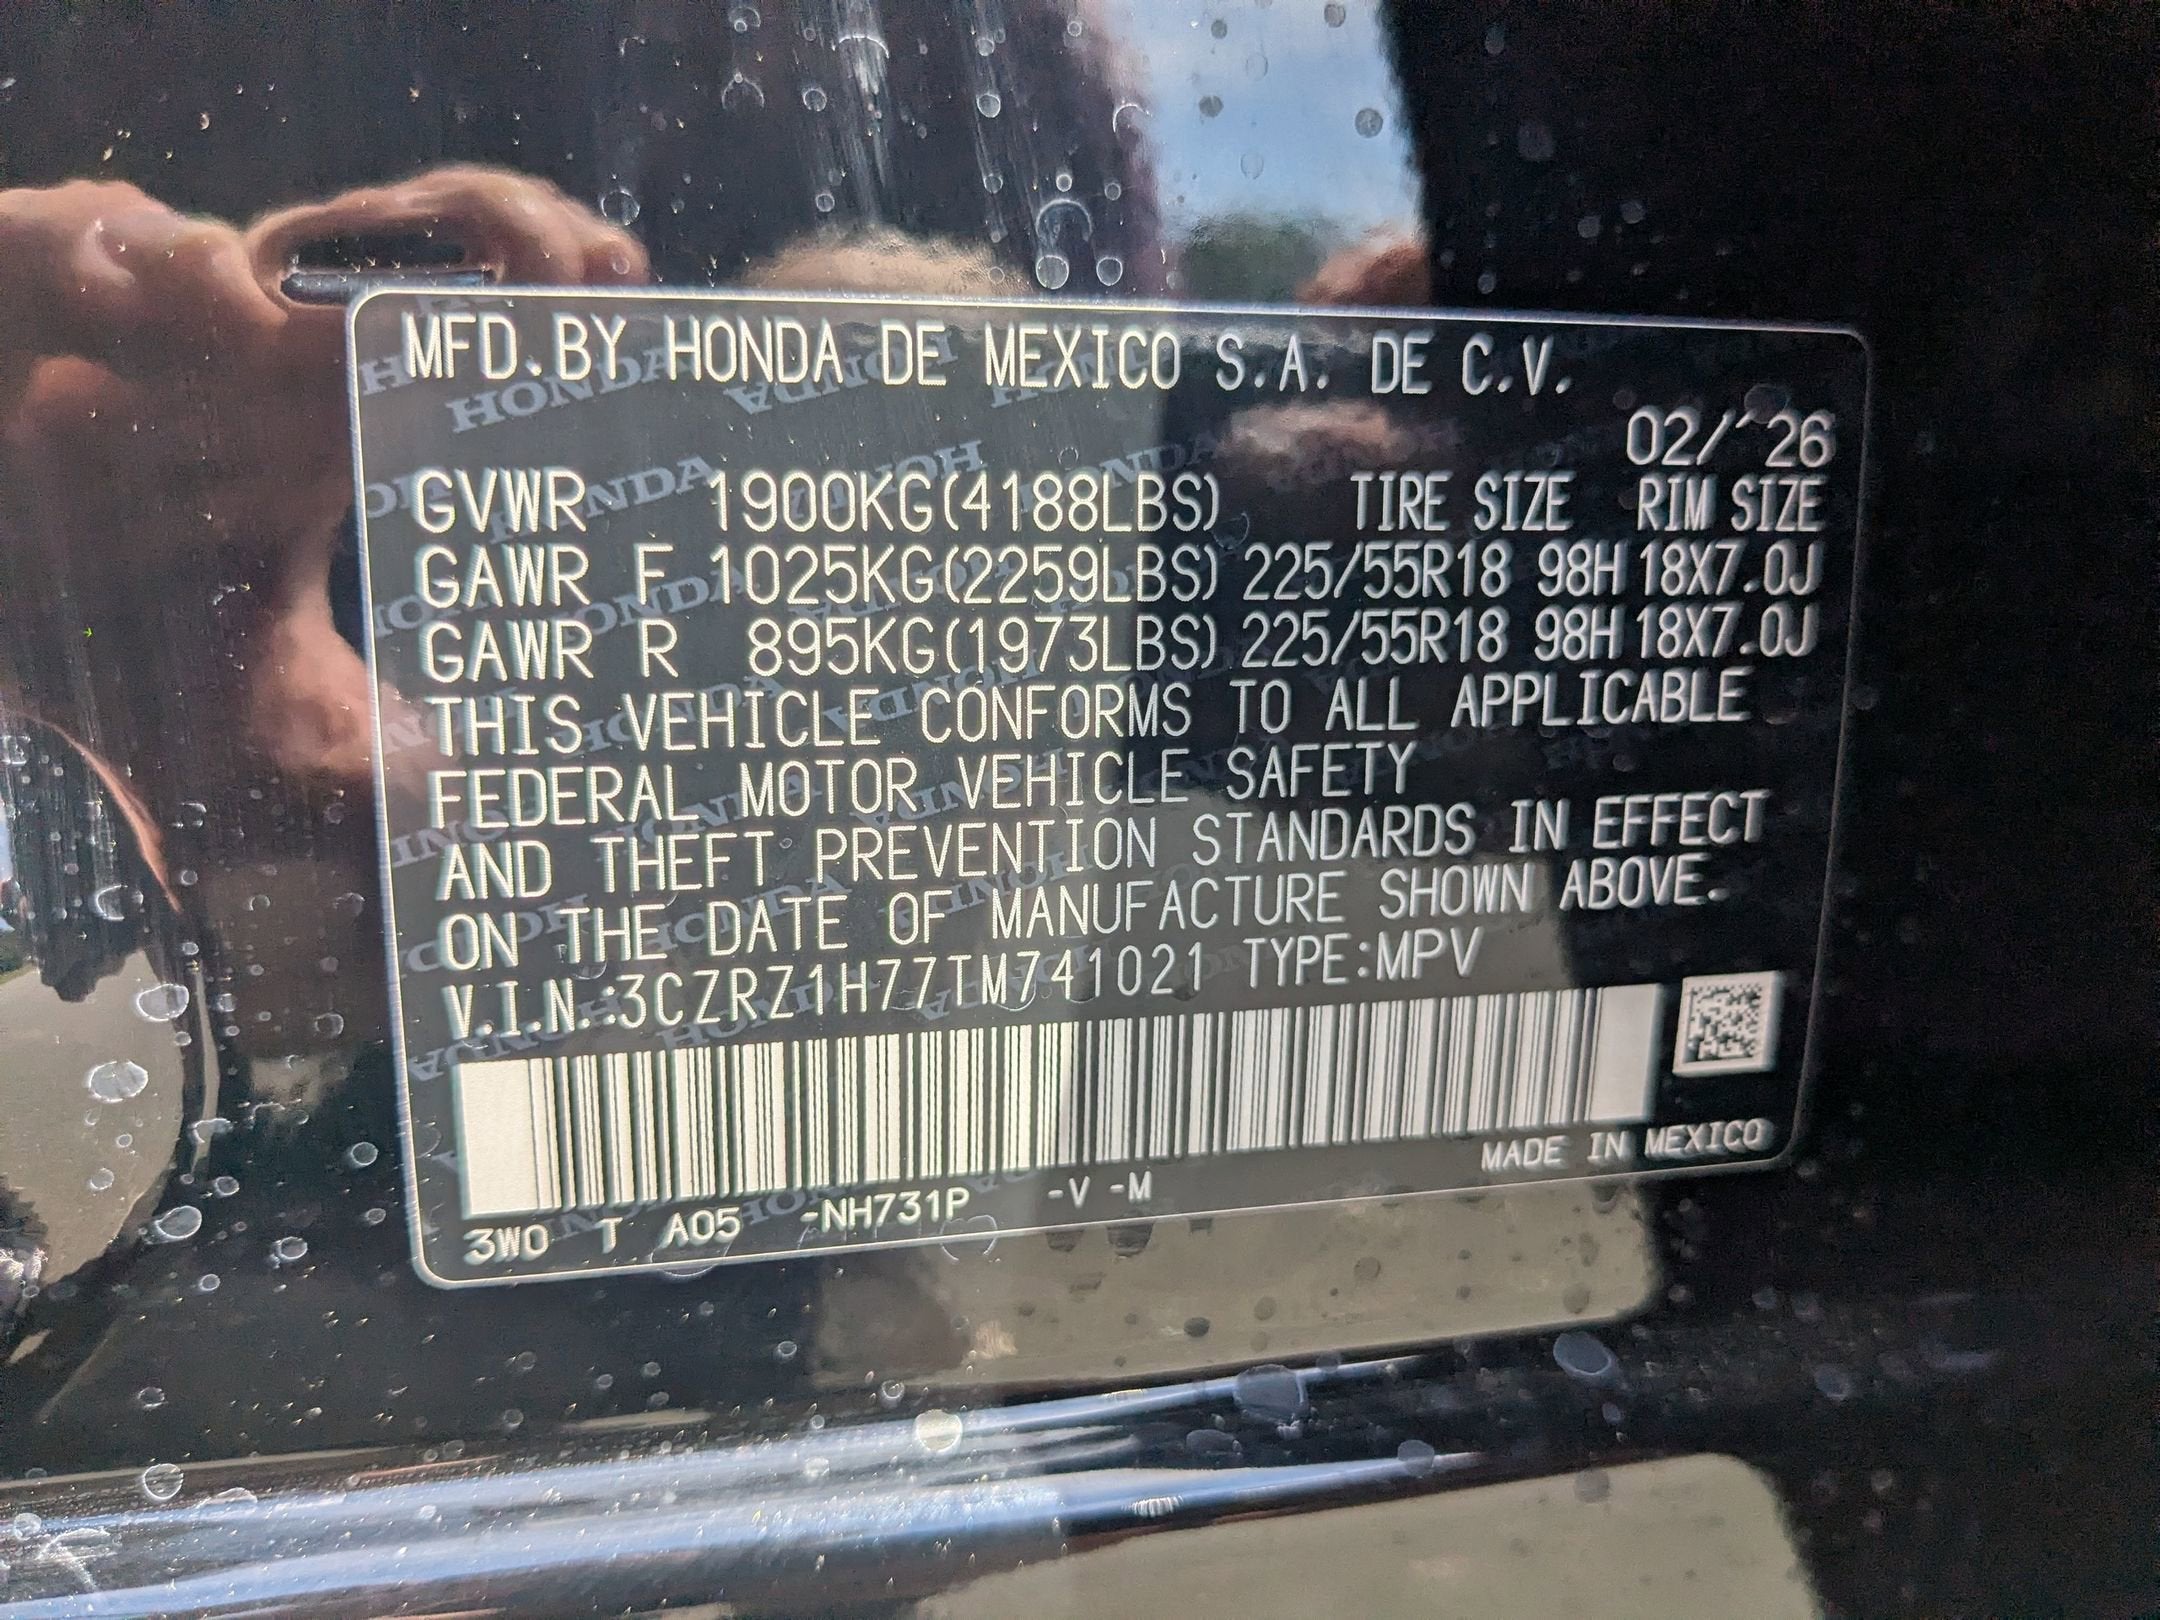 MFD.BY HONDA DE MEXICO S.A. DE C.V.
02/'26
GVWR 1900KG(4188LBS) TIRE SIZE RIM SIZE
GAWR F 1025KG(2259LBS) 225/55R18 98H 18X7.0J
GAWR R 895KG(1973LBS) 225/55R18 98H 18X7.0J
THIS VEHICLE CONFORMS TO ALL APPLICABLE
FEDERAL MOTOR VEHICLE SAFETY
AND THEFT PREVENTION STANDARDS IN EFFECT
ON THE DATE OF MANUFACTURE SHOWN ABOVE.
V.I.N.:3CZRZ1H77TM741021 TYPE:MPV
MADE IN MEXICO
3W0 T A05 -NH731P -V -M